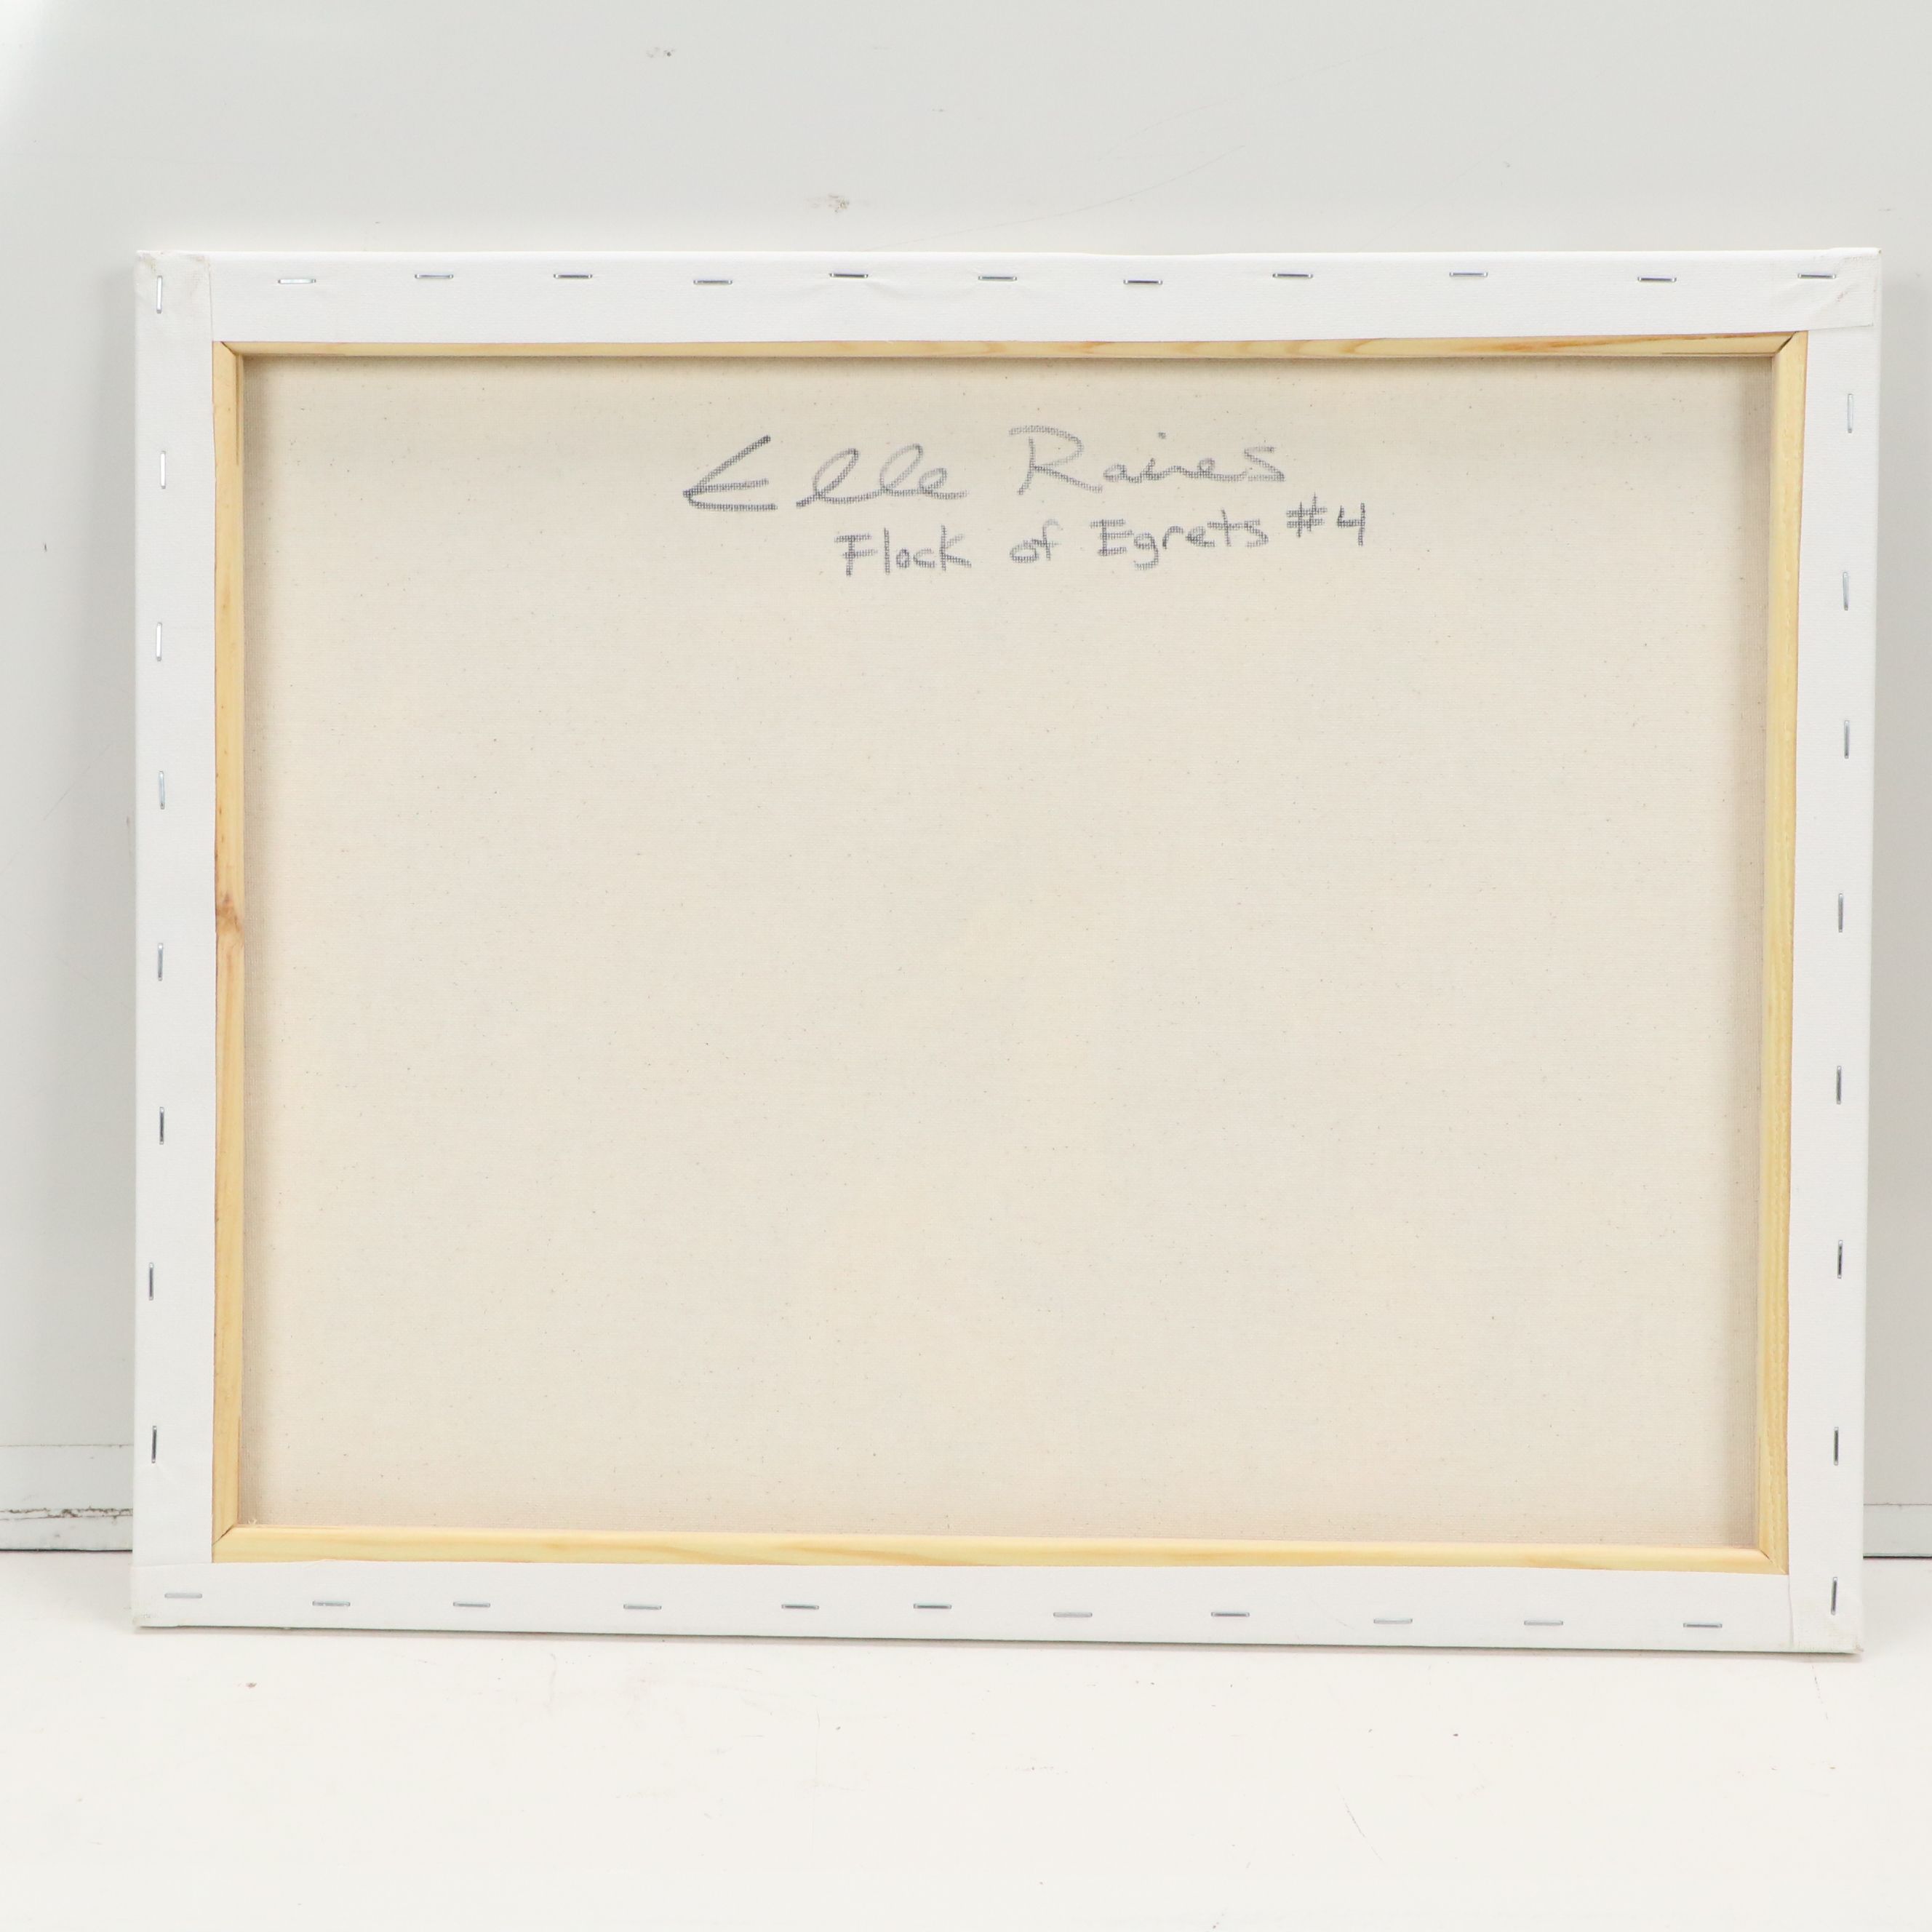 Elle Raines
Flock of Egrets #4